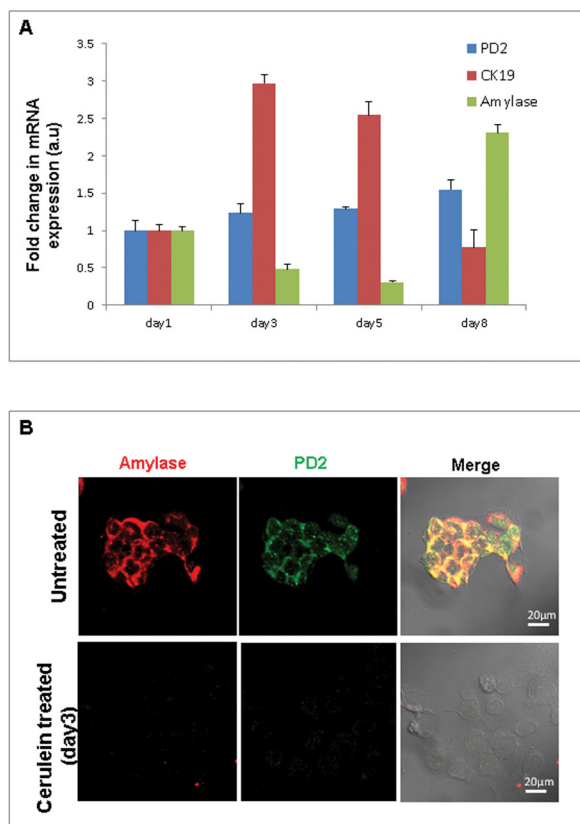 A
PD2
CK19
Amylase
Fold change in mRNA
expression (a.u)
3.5
3
2.5
2
1.5
1
0.5
0
day1 day3 day5 day8
B
Amylase PD2 Merge
Untreated
20µm
Cerulein treated
(day3)
20µm